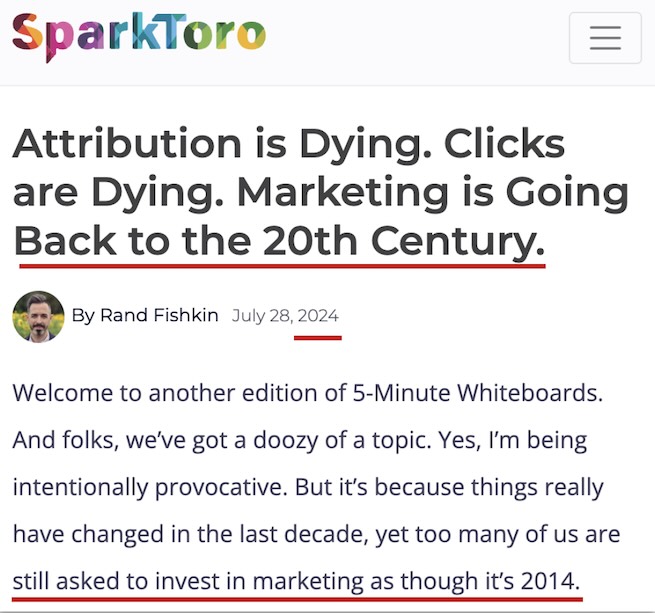 SparkToro
Attribution is Dying. Clicks
are Dying. Marketing is Going
Back to the 20th Century.
By Rand Fishkin July 28, 2024
Welcome to another edition of 5-Minute Whiteboards.
And folks, we’ve got a doozy of a topic. Yes, I’m being
intentionally provocative. But it’s because things really
have changed in the last decade, yet too many of us are
still asked to invest in marketing as though it’s 2014.